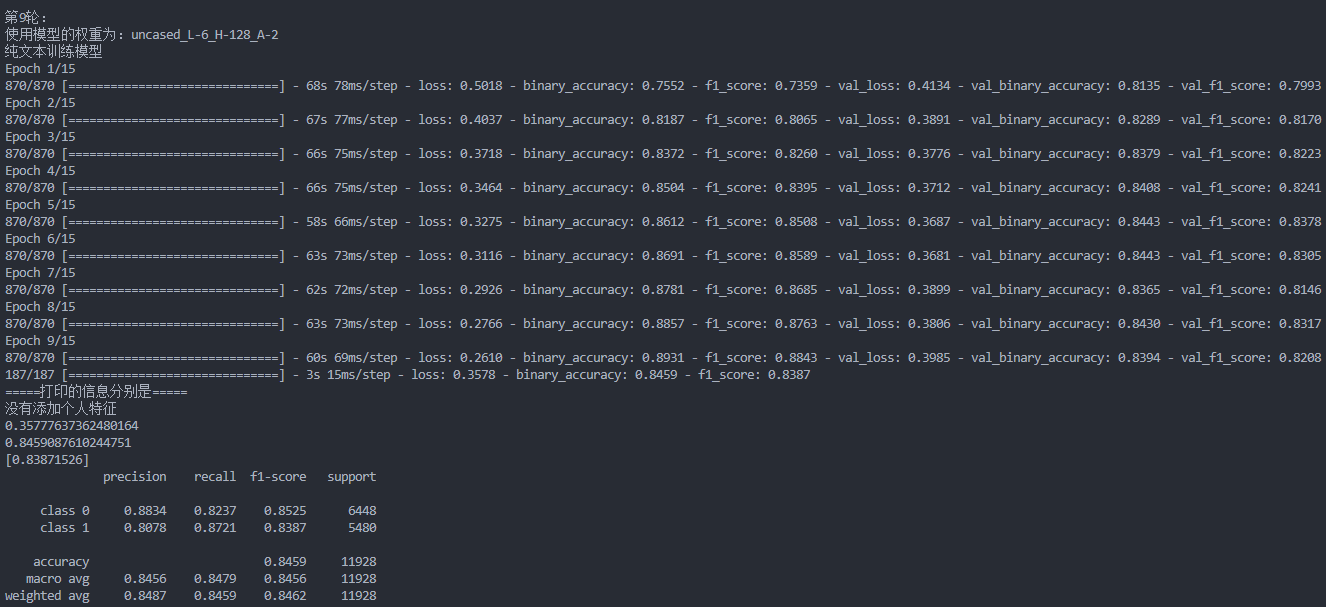 第9轮:
使用模型的权重为: uncased_L-6_H-128_A-2
纯文本训练模型
Epoch 1/15
870/870 [==============================] - 68s 78ms/step - loss: 0.5018 - binary_accuracy: 0.7552 - f1_score: 0.7359 - val_loss: 0.4134 - val_binary_accuracy: 0.8135 - val_f1_score: 0.7993
Epoch 2/15
870/870 [==============================] - 67s 77ms/step - loss: 0.4037 - binary_accuracy: 0.8187 - f1_score: 0.8065 - val_loss: 0.3891 - val_binary_accuracy: 0.8289 - val_f1_score: 0.8170
Epoch 3/15
870/870 [==============================] - 66s 75ms/step - loss: 0.3718 - binary_accuracy: 0.8372 - f1_score: 0.8260 - val_loss: 0.3776 - val_binary_accuracy: 0.8379 - val_f1_score: 0.8223
Epoch 4/15
870/870 [==============================] - 66s 75ms/step - loss: 0.3464 - binary_accuracy: 0.8504 - f1_score: 0.8395 - val_loss: 0.3712 - val_binary_accuracy: 0.8408 - val_f1_score: 0.8241
Epoch 5/15
870/870 [==============================] - 58s 66ms/step - loss: 0.3275 - binary_accuracy: 0.8612 - f1_score: 0.8508 - val_loss: 0.3687 - val_binary_accuracy: 0.8443 - val_f1_score: 0.8378
Epoch 6/15
870/870 [==============================] - 63s 73ms/step - loss: 0.3116 - binary_accuracy: 0.8691 - f1_score: 0.8589 - val_loss: 0.3681 - val_binary_accuracy: 0.8443 - val_f1_score: 0.8305
Epoch 7/15
870/870 [==============================] - 62s 72ms/step - loss: 0.2926 - binary_accuracy: 0.8781 - f1_score: 0.8685 - val_loss: 0.3899 - val_binary_accuracy: 0.8365 - val_f1_score: 0.8146
Epoch 8/15
870/870 [==============================] - 63s 73ms/step - loss: 0.2766 - binary_accuracy: 0.8857 - f1_score: 0.8763 - val_loss: 0.3806 - val_binary_accuracy: 0.8430 - val_f1_score: 0.8317
Epoch 9/15
870/870 [==============================] - 60s 69ms/step - loss: 0.2610 - binary_accuracy: 0.8931 - f1_score: 0.8843 - val_loss: 0.3985 - val_binary_accuracy: 0.8394 - val_f1_score: 0.8208
187/187 [==============================] - 3s 15ms/step - loss: 0.3578 - binary_accuracy: 0.8459 - f1_score: 0.8387
=====打印的信息分别是=====
没有添加个人特征
0.35777637362480164
0.8459087610244751
[0.83871526]
precision recall f1-score support
class 0 0.8834 0.8237 0.8525 6448
class 1 0.8078 0.8721 0.8387 5480
accuracy 0.8459 11928
macro avg 0.8456 0.8479 0.8456 11928
weighted avg 0.8487 0.8459 0.8462 11928